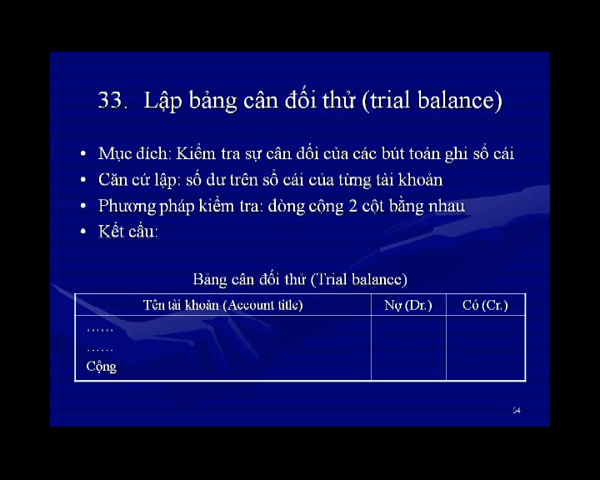 33. Lập bảng cân đối thử (trial balance)
• Mục đích: Kiểm tra sự cân đối của các bút toán ghi sổ cái
• Căn cứ lập: số dư trên sổ cái của từng tài khoản
• Phương pháp kiểm tra: dòng cộng 2 cột bằng nhau
• Kết cấu:
Bảng cân đối thử (Trial balance)
Tên tài khoản (Account title) Nợ (Dr.) Có (Cr.)
......
......
Cộng
54